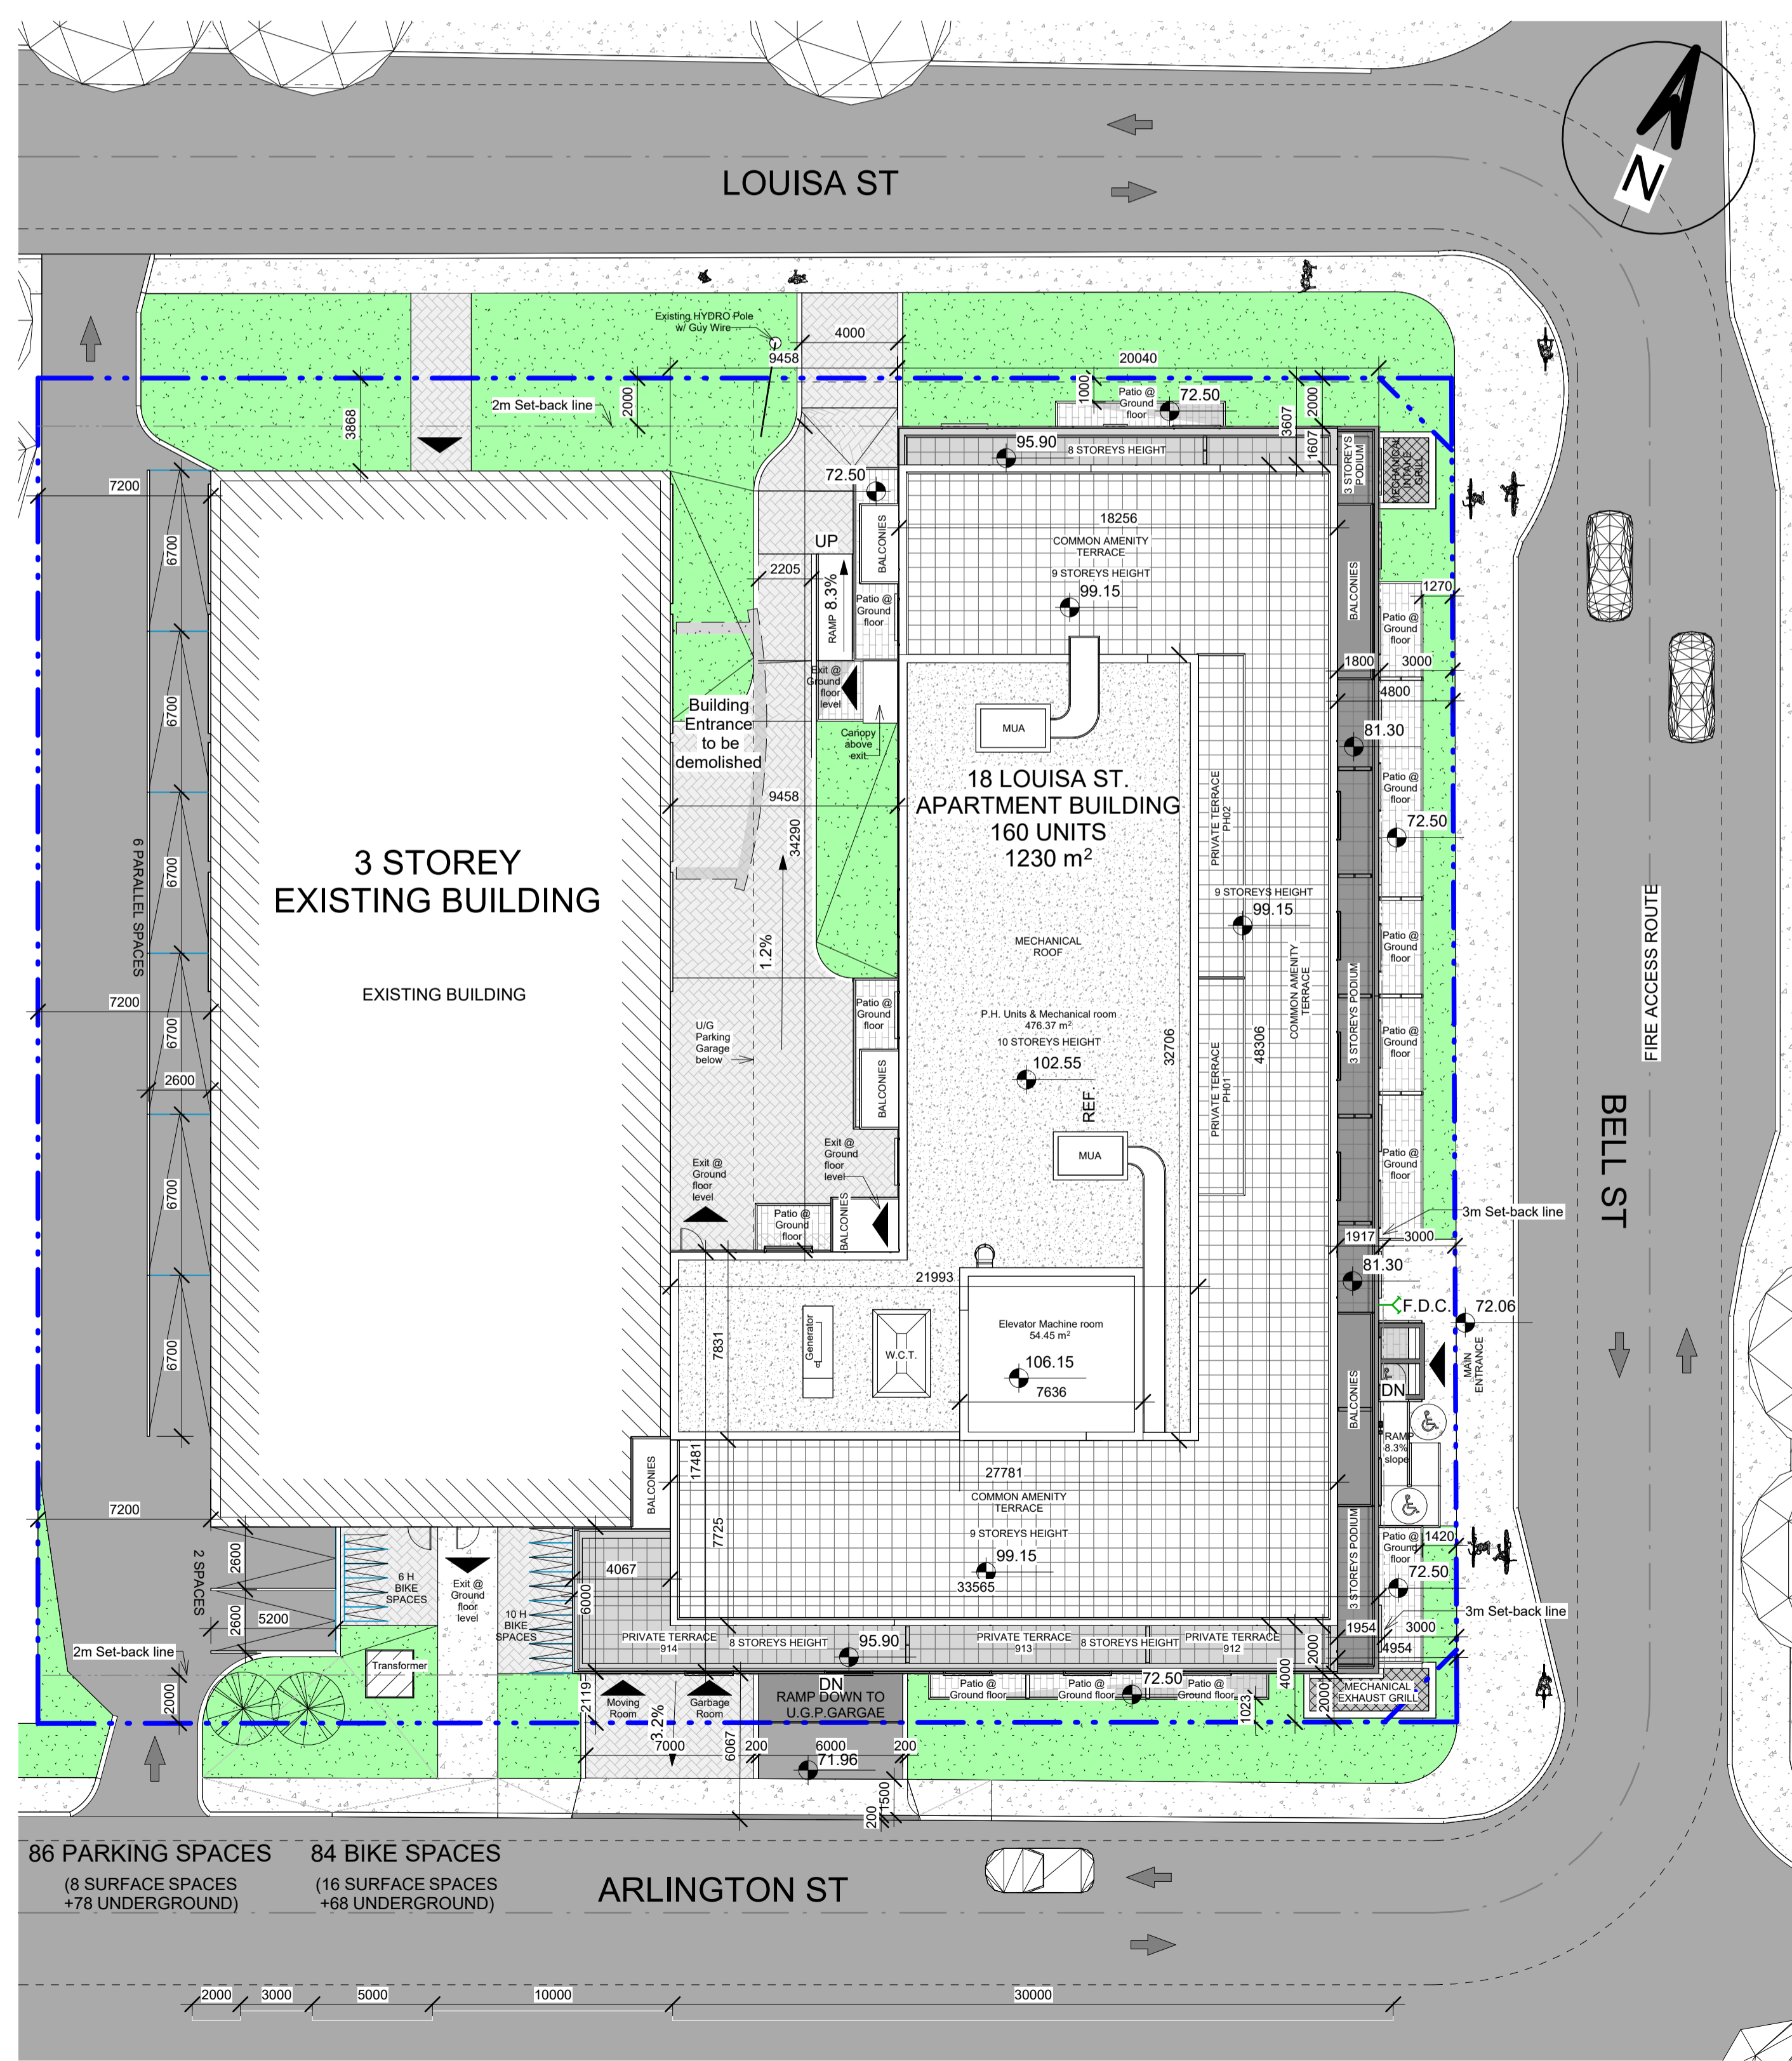 LOUISA ST
N
Existing HYDRO Pole
w/ Guy Wire
4000
9458
20040
2m Set-back line
2000
3868
1000
Patio @
Ground
floor
72.50
3607
2000
1607
95.90
8 STOREYS HEIGHT
3 STOREYS
PODIUM
MECHANICAL
INTAKE
GRILL
7200
72.50
18256
COMMON AMENITY
TERRACE
9 STOREYS HEIGHT
99.15
BALCONIES
UP
2205
RAMP 8.3%
Patio @
Ground
floor
BALCONIES
1270
Patio @
Ground
floor
6700
6700
6700
6700
6700
6700
Exit @
Ground
floor
level
1800
3000
4800
Building
Entrance
to be
demolished
Canopy
above
exit
MUA
81.30
18 LOUISA ST.
APARTMENT BUILDING
160 UNITS
1230 m²
PRIVATE TERRACE
PH02
Patio @
Ground
floor
72.50
9458
34290
6 PARALLEL SPACES
3 STOREY
EXISTING BUILDING
EXISTING BUILDING
9 STOREYS HEIGHT
99.15
1.2%
MECHANICAL
ROOF
COMMON AMENITY
TERRACE
Patio @
Ground
floor
FIRE ACCESS ROUTE
7200
U/G
Parking
Garage
below
Patio @
Ground
floor
P.H. Units & Mechanical room
476.37 m²
10 STOREYS HEIGHT
102.55
32706
48306
3 STOREYS PODIUM
Patio @
Ground
floor
2600
BALCONIES
REF.
PRIVATE TERRACE
PH01
BELL ST
Exit @
Ground
floor
level
Exit @
Ground
floor
level
MUA
Patio @
Ground
floor
Patio @
Ground
floor
BALCONIES
3m Set-back line
1917
3000
21993
81.30
F.D.C.
72.06
MAIN
ENTRANCE
7831
Generator
W.C.T.
Elevator Machine room
54.45 m²
106.15
7636
DN
BALCONIES
RAMP
8.3%
slope
17481
BALCONIES
27781
COMMON AMENITY
TERRACE
9 STOREYS HEIGHT
99.15
33565
7725
7200
2 SPACES
2600
2600
5200
6 H
BIKE
SPACES
Exit @
Ground
floor
level
10 H
BIKE
SPACES
4067
6000
3 STOREYS PODIUM
Patio @
Ground
floor
1420
72.50
3m Set-back line
1954
3000
4954
2m Set-back line
2000
Transformer
PRIVATE TERRACE
914
8 STOREYS HEIGHT
95.90
PRIVATE TERRACE
913
8 STOREYS HEIGHT
PRIVATE TERRACE
912
2000
4000
2000
2119
Moving
Room
Garbage
Room
DN
RAMP DOWN TO
U.G.P.GARGAE
Patio @
Ground floor
Patio @
Ground floor
72.50
Patio @
Ground floor
1023
MECHANICAL
EXHAUST GRILL
3.2%
7000
6067
200
6000
200
71.96
1500
200
86 PARKING SPACES
(8 SURFACE SPACES
+78 UNDERGROUND)
84 BIKE SPACES
(16 SURFACE SPACES
+68 UNDERGROUND)
ARLINGTON ST
2000
3000
5000
10000
30000